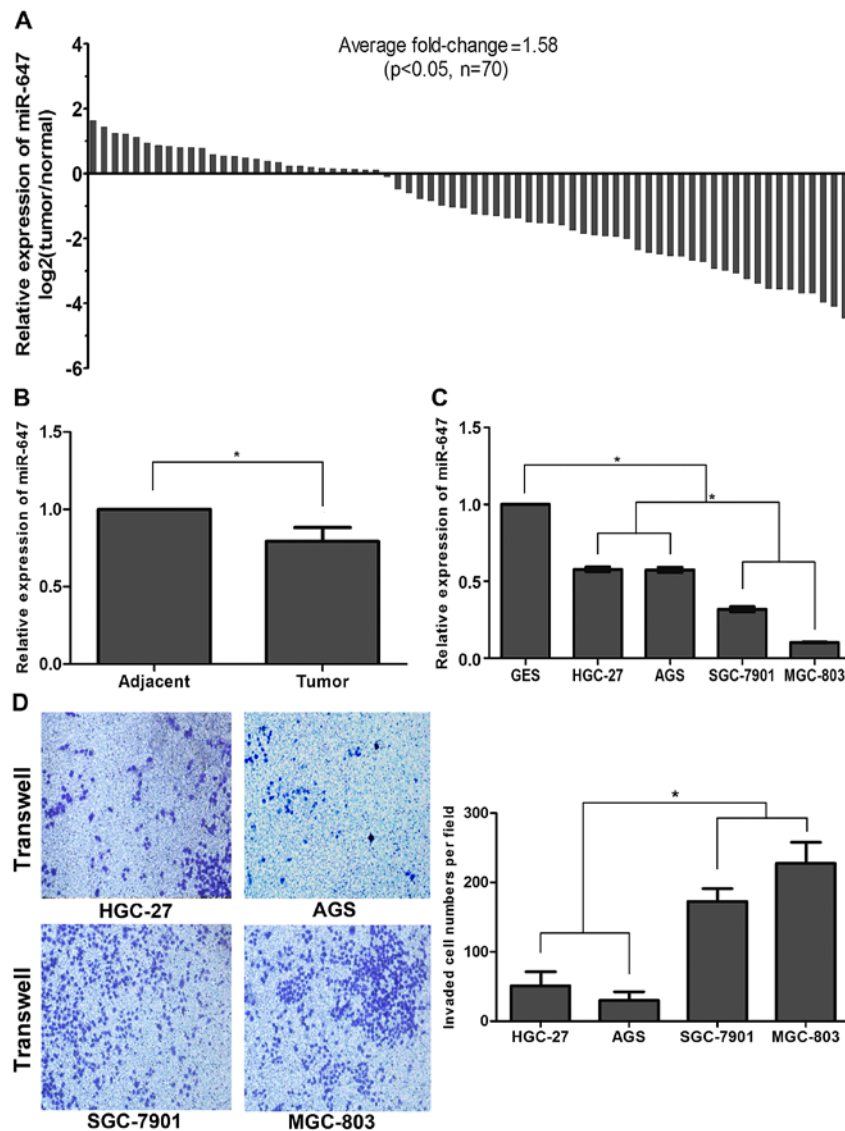 A
Average fold-change=1.58
(p<0.05, n=70)
Relative expression of miR-647
log2(tumor/normal)
4
2
0
-2
-4
-6
B
Relative expression of miR-647
1.5
1.0
0.5
0.0
*
Adjacent
Tumor
C
Relative expression of miR-647
1.5
1.0
0.5
0.0
*
*
GES
HGC-27
AGS
SGC-7901
MGC-803
D
Transwell
HGC-27
AGS
Transwell
SGC-7901
MGC-803
Invaded cell numbers per field
300
200
100
0
*
HGC-27
AGS
SGC-7901
MGC-803